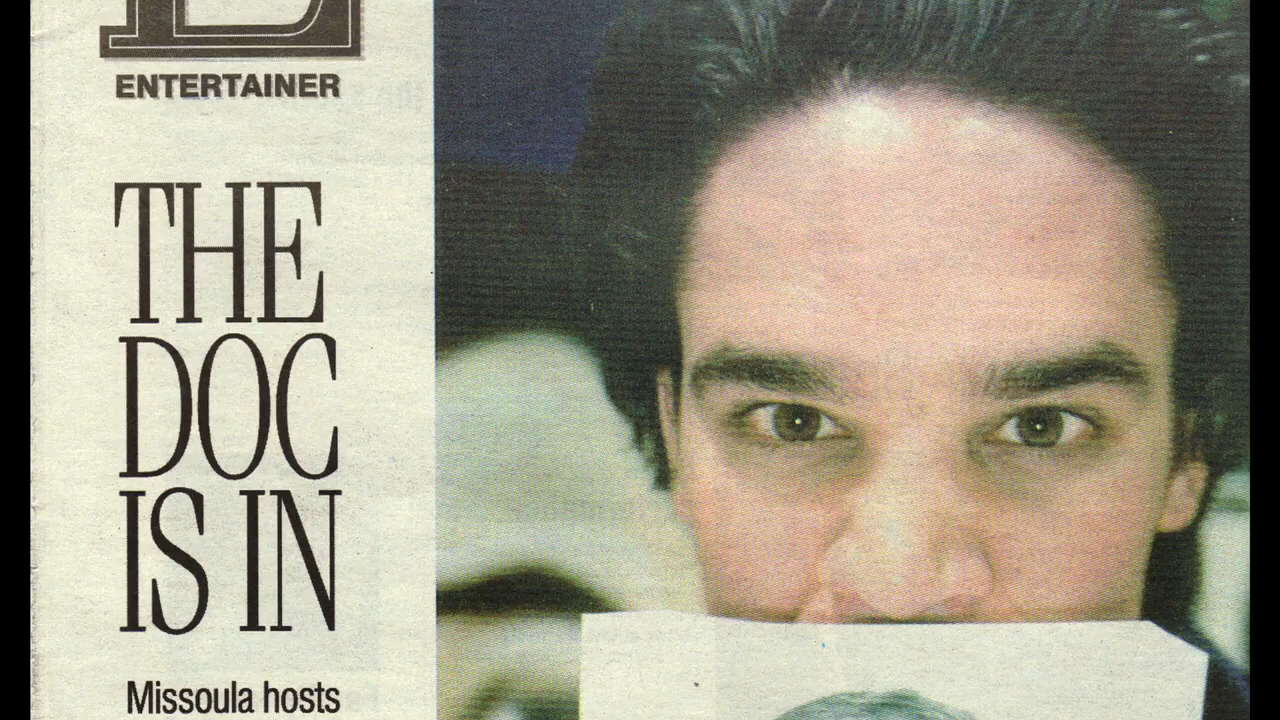 E
ENTERTAINER
THE
DOC
IS IN
Missoula hosts